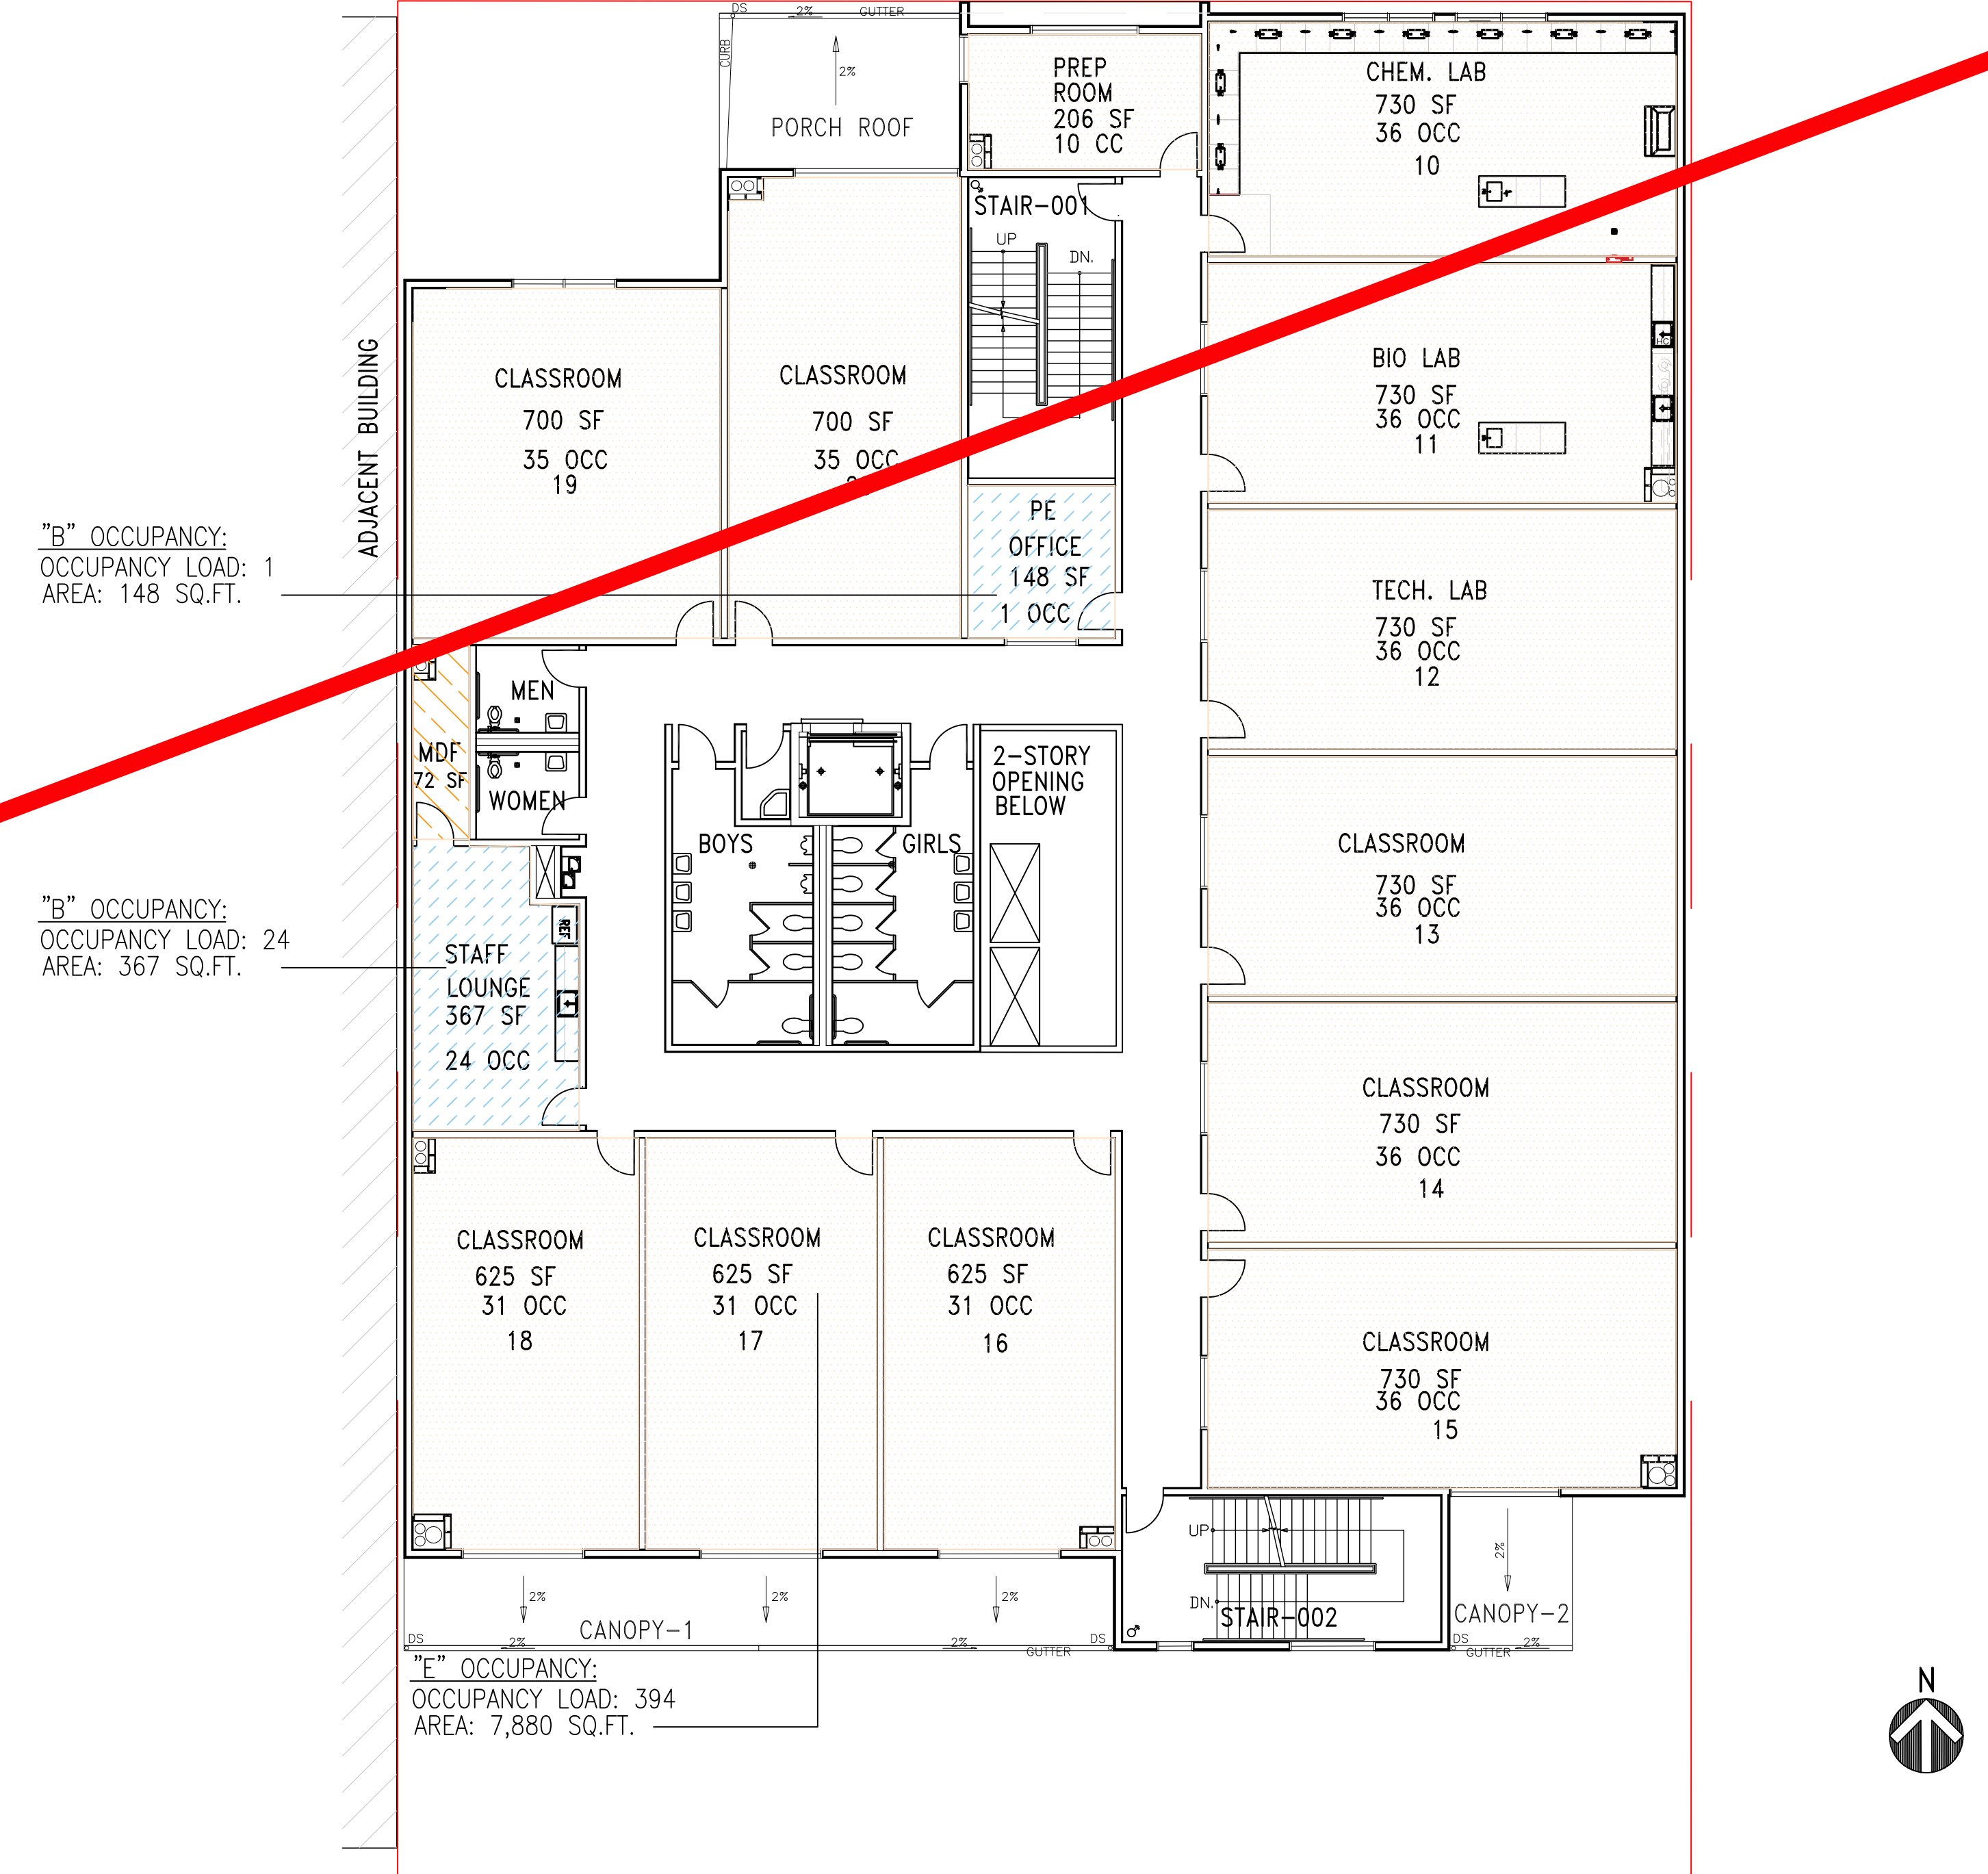 DS
2%
GUTTER
CURB
2%
PORCH ROOF
PREP
ROOM
206 SF
10 CC
CHEM. LAB
730 SF
36 OCC
10
STAIR-001
UP
DN.
ADJACENT BUILDING
CLASSROOM
700 SF
35 OCC
19
CLASSROOM
700 SF
35 OCC
BIO LAB
730 SF
36 OCC
11
HC
PE
OFFICE
148 SF
1 OCC
"B" OCCUPANCY:
OCCUPANCY LOAD: 1
AREA: 148 SQ.FT.
TECH. LAB
730 SF
36 OCC
12
MEN
MDF
72 SF
WOMEN
BOYS
GIRLS
2-STORY
OPENING
BELOW
CLASSROOM
730 SF
36 OCC
13
"B" OCCUPANCY:
OCCUPANCY LOAD: 24
AREA: 367 SQ.FT.
REF
STAFF
LOUNGE
367 SF
24 OCC
CLASSROOM
730 SF
36 OCC
14
CLASSROOM
625 SF
31 OCC
18
CLASSROOM
625 SF
31 OCC
17
CLASSROOM
625 SF
31 OCC
16
CLASSROOM
730 SF
36 OCC
15
UP
DN.
STAIR-002
2%
2%
2%
2%
CANOPY-1
CANOPY-2
DS
2%
2%
DS
GUTTER
DS
2%
GUTTER
"E" OCCUPANCY:
OCCUPANCY LOAD: 394
AREA: 7,880 SQ.FT.
N